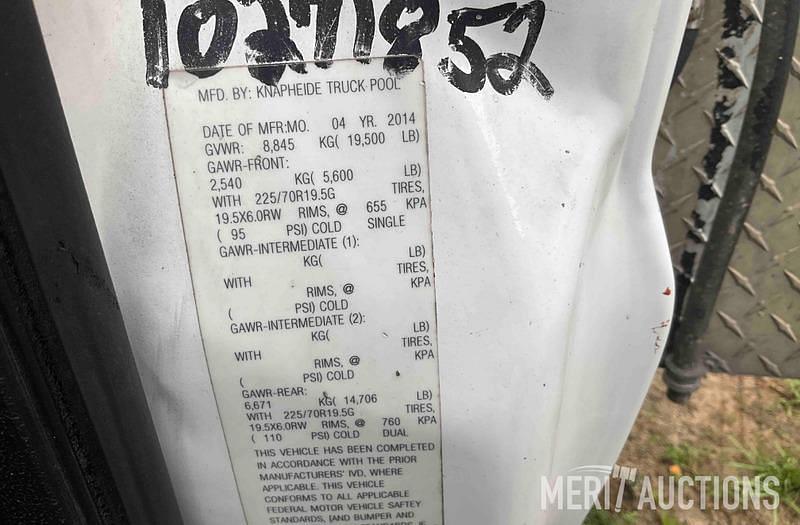 10271852
MFD. BY: KNAPHEIDE TRUCK POOL
DATE OF MFR:MO. 04 YR. 2014
GVWR: 8,845 KG( 19,500 LB)
GAWR-FRONT:
2,540 KG( 5,600 LB)
WITH 225/70R19.5G TIRES,
19.5X6.0RW RIMS, @ 655 KPA
( 95 PSI) COLD SINGLE
GAWR-INTERMEDIATE (1):
KG( LB)
WITH TIRES,
RIMS, @ KPA
( PSI) COLD
GAWR-INTERMEDIATE (2):
KG( LB)
WITH TIRES,
RIMS, @ KPA
( PSI) COLD
GAWR-REAR:
6,671 KG( 14,706 LB)
WITH 225/70R19.5G TIRES,
19.5X6.0RW RIMS, @ 760 KPA
( 110 PSI) COLD DUAL
THIS VEHICLE HAS BEEN COMPLETED
IN ACCORDANCE WITH THE PRIOR
MANUFACTURERS' IVD, WHERE
APPLICABLE. THIS VEHICLE
CONFORMS TO ALL APPLICABLE
FEDERAL MOTOR VEHICLE SAFTEY
STANDARDS, [AND BUMPER AND
MERIT AUCTIONS